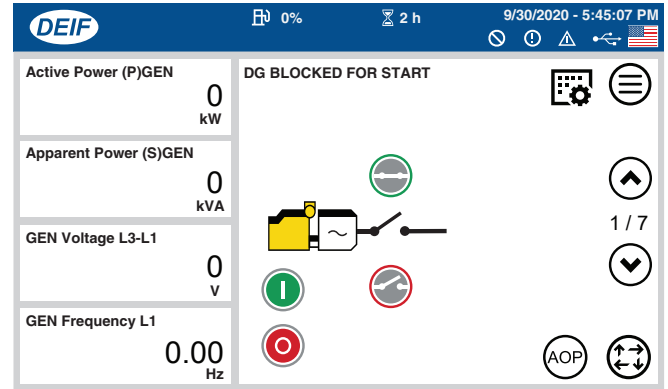 DEIF
0%
2 h
9/30/2020 - 5:45:07 PM
Active Power (P)GEN
0
kW
Apparent Power (S)GEN
0
kVA
GEN Voltage L3-L1
0
V
GEN Frequency L1
0.00
Hz
DG BLOCKED FOR START
1 / 7
I
O
AOP